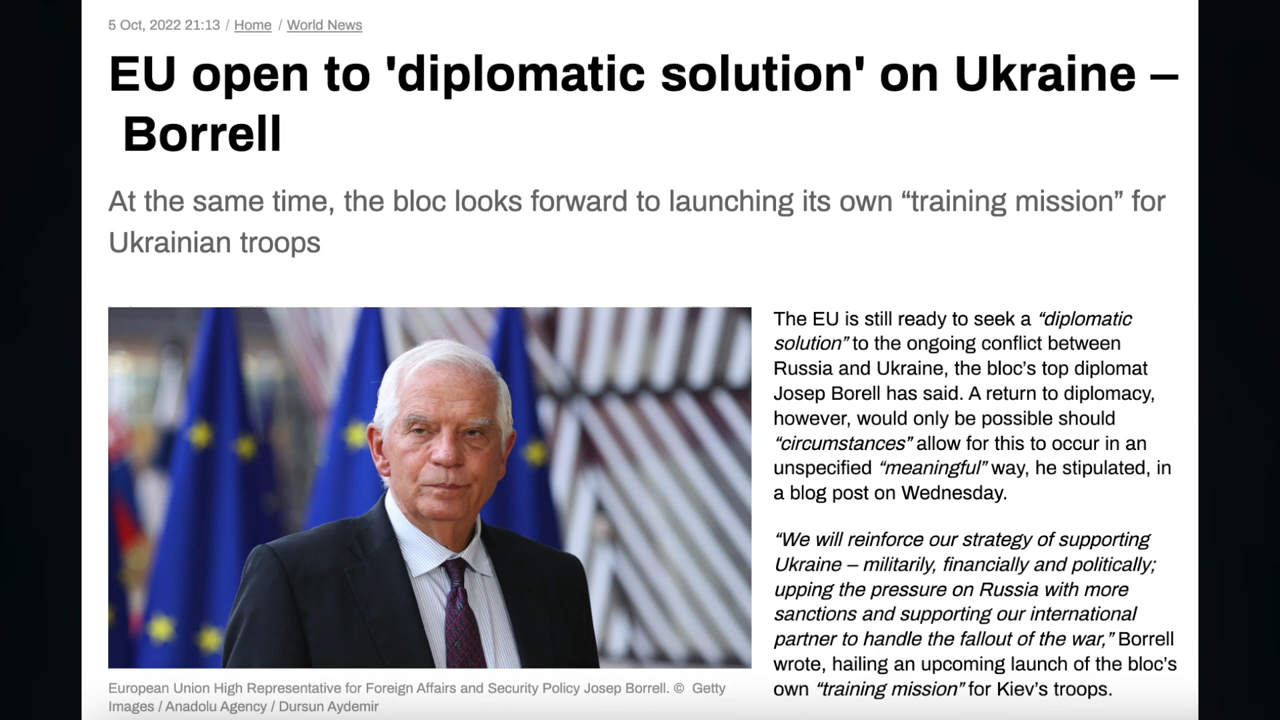 5 Oct, 2022 21:13 / Home / World News
EU open to 'diplomatic solution' on Ukraine –
Borrell
At the same time, the bloc looks forward to launching its own “training mission” for
Ukrainian troops
The EU is still ready to seek a “diplomatic
solution” to the ongoing conflict between
Russia and Ukraine, the bloc’s top diplomat
Josep Borell has said. A return to diplomacy,
however, would only be possible should
“circumstances” allow for this to occur in an
unspecified “meaningful” way, he stipulated, in
a blog post on Wednesday.
“We will reinforce our strategy of supporting
Ukraine – militarily, financially and politically;
upping the pressure on Russia with more
sanctions and supporting our international
partner to handle the fallout of the war,” Borrell
wrote, hailing an upcoming launch of the bloc’s
own “training mission” for Kiev’s troops.
European Union High Representative for Foreign Affairs and Security Policy Josep Borrell. © Getty
Images / Anadolu Agency / Dursun Aydemir